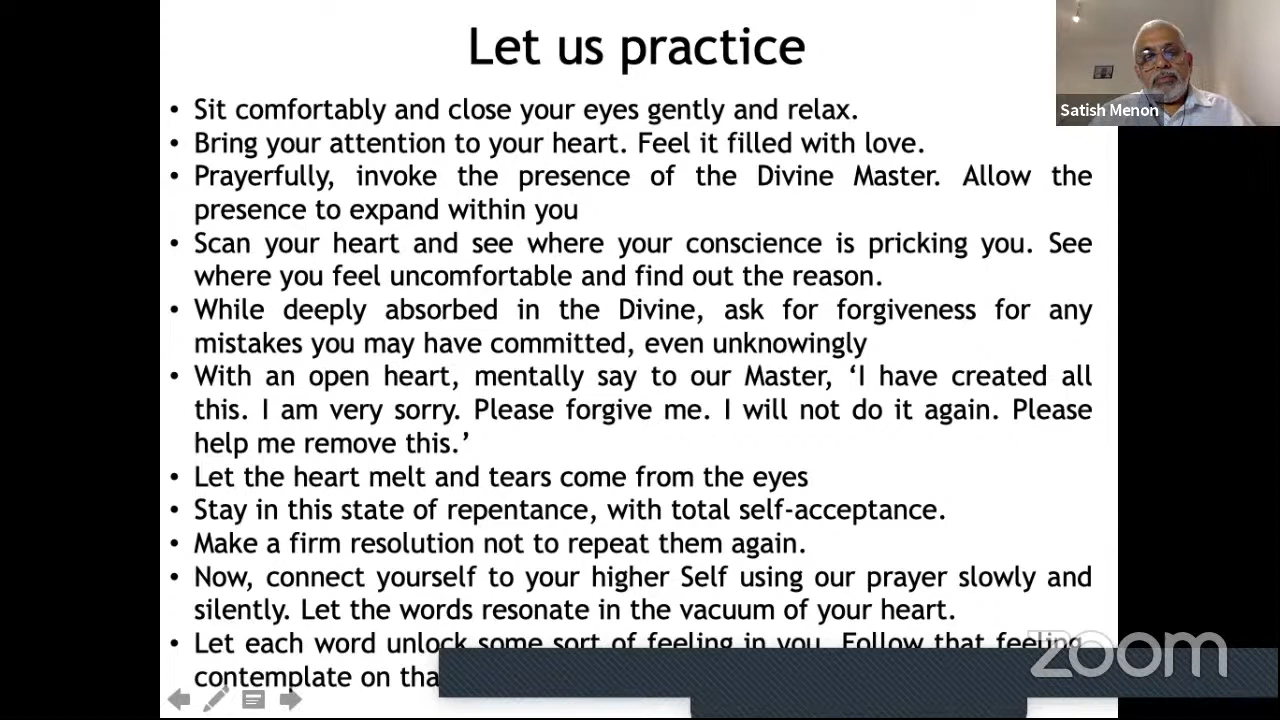 Let us practice
Satish Menon
• Sit comfortably and close your eyes gently and relax.
• Bring your attention to your heart. Feel it filled with love.
• Prayerfully, invoke the presence of the Divine Master. Allow the
presence to expand within you
• Scan your heart and see where your conscience is pricking you. See
where you feel uncomfortable and find out the reason.
• While deeply absorbed in the Divine, ask for forgiveness for any
mistakes you may have committed, even unknowingly
• With an open heart, mentally say to our Master, ‘I have created all
this. I am very sorry. Please forgive me. I will not do it again. Please
help me remove this.’
• Let the heart melt and tears come from the eyes
• Stay in this state of repentance, with total self-acceptance.
• Make a firm resolution not to repeat them again.
• Now, connect yourself to your higher Self using our prayer slowly and
silently. Let the words resonate in the vacuum of your heart.
• Let each word unlock some sort of feeling in you. Follow that feeling
contemplate on
zoom